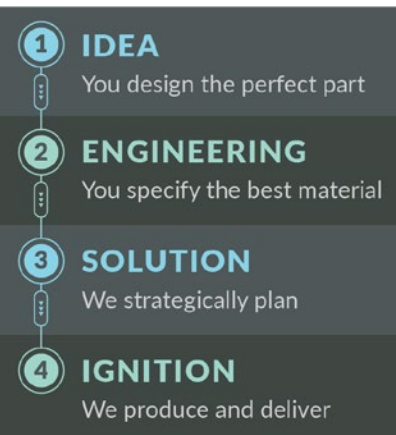 1 IDEA
You design the perfect part
2 ENGINEERING
You specify the best material
3 SOLUTION
We strategically plan
4 IGNITION
We produce and deliver